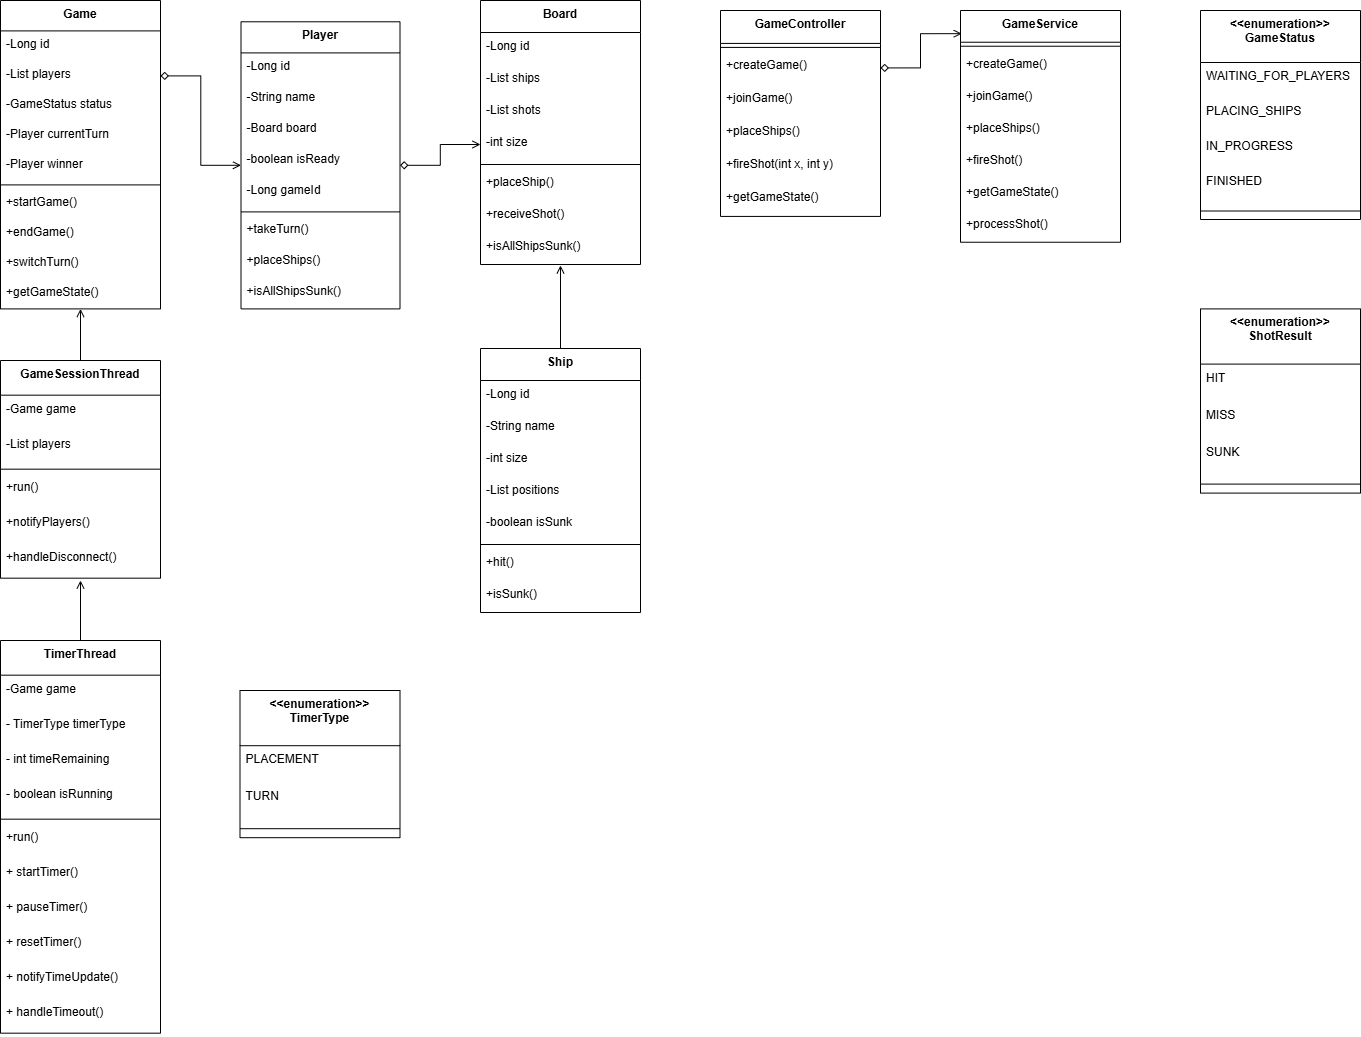 Game
-Long id
-List players
-GameStatus status
-Player currentTurn
-Player winner
+startGame()
+endGame()
+switchTurn()
+getGameState()
Player
-Long id
-String name
-Board board
-boolean isReady
-Long gameId
+takeTurn()
+placeShips()
+isAllShipsSunk()
Board
-Long id
-List ships
-List shots
-int size
+placeShip()
+receiveShot()
+isAllShipsSunk()
GameController
+createGame()
+joinGame()
+placeShips()
+fireShot(int x, int y)
+getGameState()
GameService
+createGame()
+joinGame()
+placeShips()
+fireShot()
+getGameState()
+processShot()
<<enumeration>>
GameStatus
WAITING_FOR_PLAYERS
PLACING_SHIPS
IN_PROGRESS
FINISHED
<<enumeration>>
ShotResult
HIT
MISS
SUNK
GameSessionThread
-Game game
-List players
+run()
+notifyPlayers()
+handleDisconnect()
Ship
-Long id
-String name
-int size
-List positions
-boolean isSunk
+hit()
+isSunk()
TimerThread
-Game game
- TimerType timerType
- int timeRemaining
- boolean isRunning
+run()
+ startTimer()
+ pauseTimer()
+ resetTimer()
+ notifyTimeUpdate()
+ handleTimeout()
<<enumeration>>
TimerType
PLACEMENT
TURN